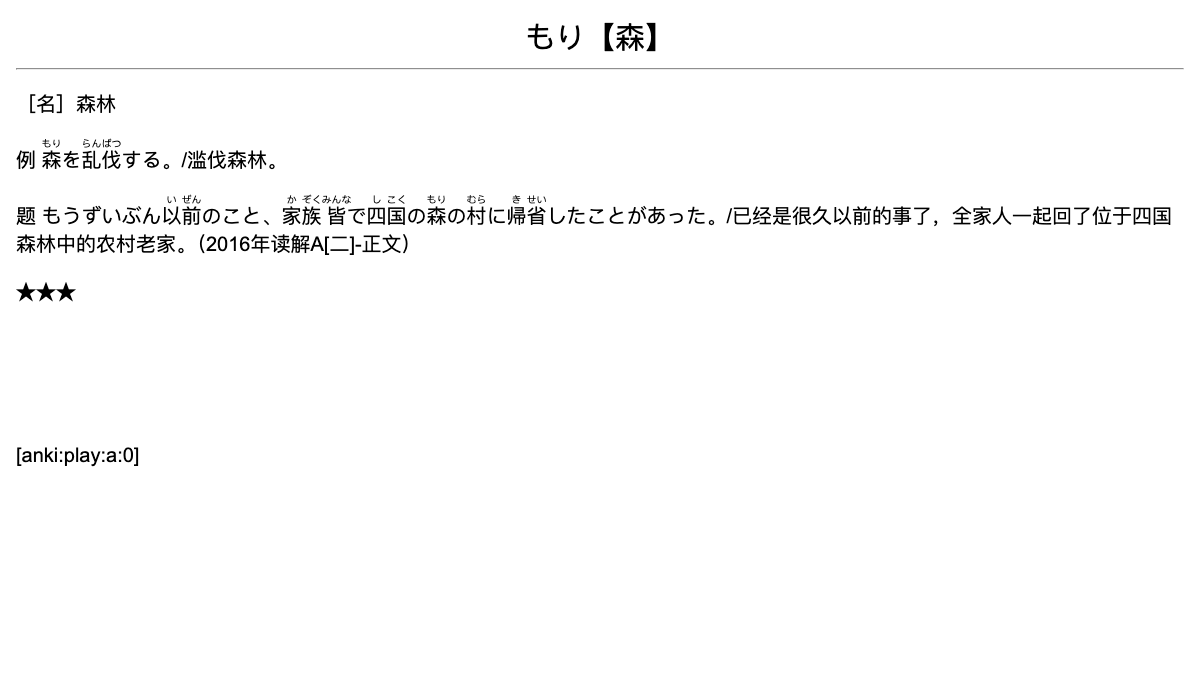 もり【森】
［名］森林
もり らんばつ
例 森を乱伐する。/滥伐森林。
い ぜん か ぞくみんな し こく もり むら き せい
题 もうずいぶん以前のこと、家族 皆で四国の森の村に帰省したことがあった。/已经是很久以前的事了，全家人一起回了位于四国
森林中的农村老家。（2016年读解A[二]-正文）
★★★
[anki:play:a:0]